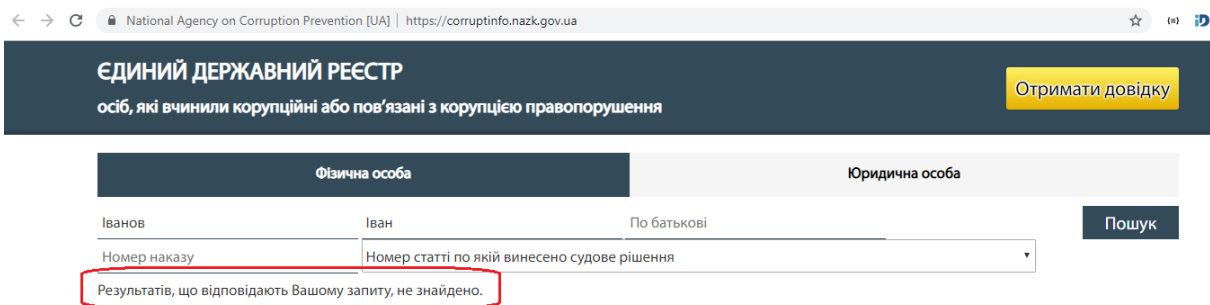 National Agency on Corruption Prevention [UA] | https://corruptinfo.nazk.gov.ua
ЄДИНИЙ ДЕРЖАВНИЙ РЕЄСТР
осіб, які вчинили корупційні або пов’язані з корупцією правопорушення
Отримати довідку
Фізична особа Юридична особа
Іванов Іван По батькові Пошук
Номер наказу Номер статті по якій винесено судове рішення
Результатів, що відповідають Вашому запиту, не знайдено.